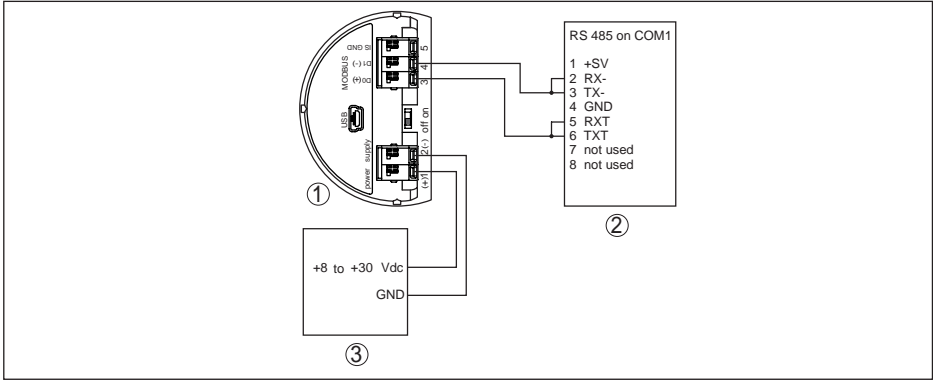 IS GND
D1 (-)
D0 (+)
MODBUS
5
4
3
USB
off on
power supply
2(-)
(+)1
1
RS 485 on COM1
1 +SV
2 RX-
3 TX-
4 GND
5 RXT
6 TXT
7 not used
8 not used
2
+8 to +30 Vdc
GND
3